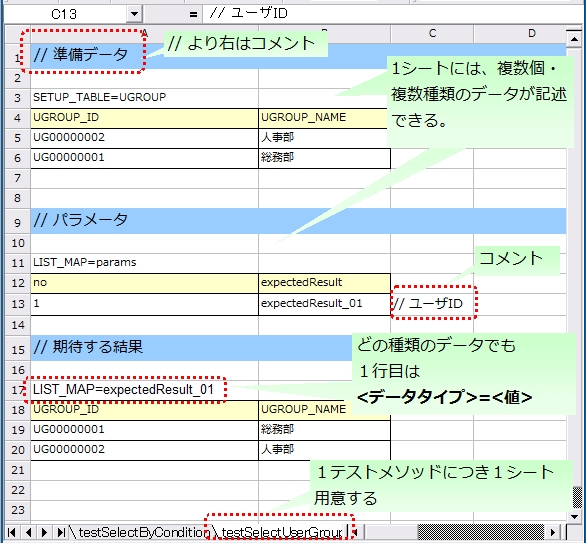 C13
=
// ユーザID
A
B
C
D
1
// 準備データ
// より右はコメント
2
1シートには、複数個・
複数種類のデータが記述
できる。
3
SETUP_TABLE=UGROUP
4
UGROUP_ID
UGROUP_NAME
5
UG00000002
人事部
6
UG00000001
総務部
7
8
9
// パラメータ
10
11
LIST_MAP=params
コメント
12
no
expectedResult
13
1
expectedResult_01
// ユーザID
14
15
// 期待する結果
どの種類のデータでも
1行目は
<データタイプ>=<値>
16
17
LIST_MAP=expectedResult_01
18
UGROUP_ID
UGROUP_NAME
19
UG00000001
総務部
20
UG00000002
人事部
21
22
1テストメソッドにつき1シート
用意する
23
testSelectByCondition
testSelectUserGroup